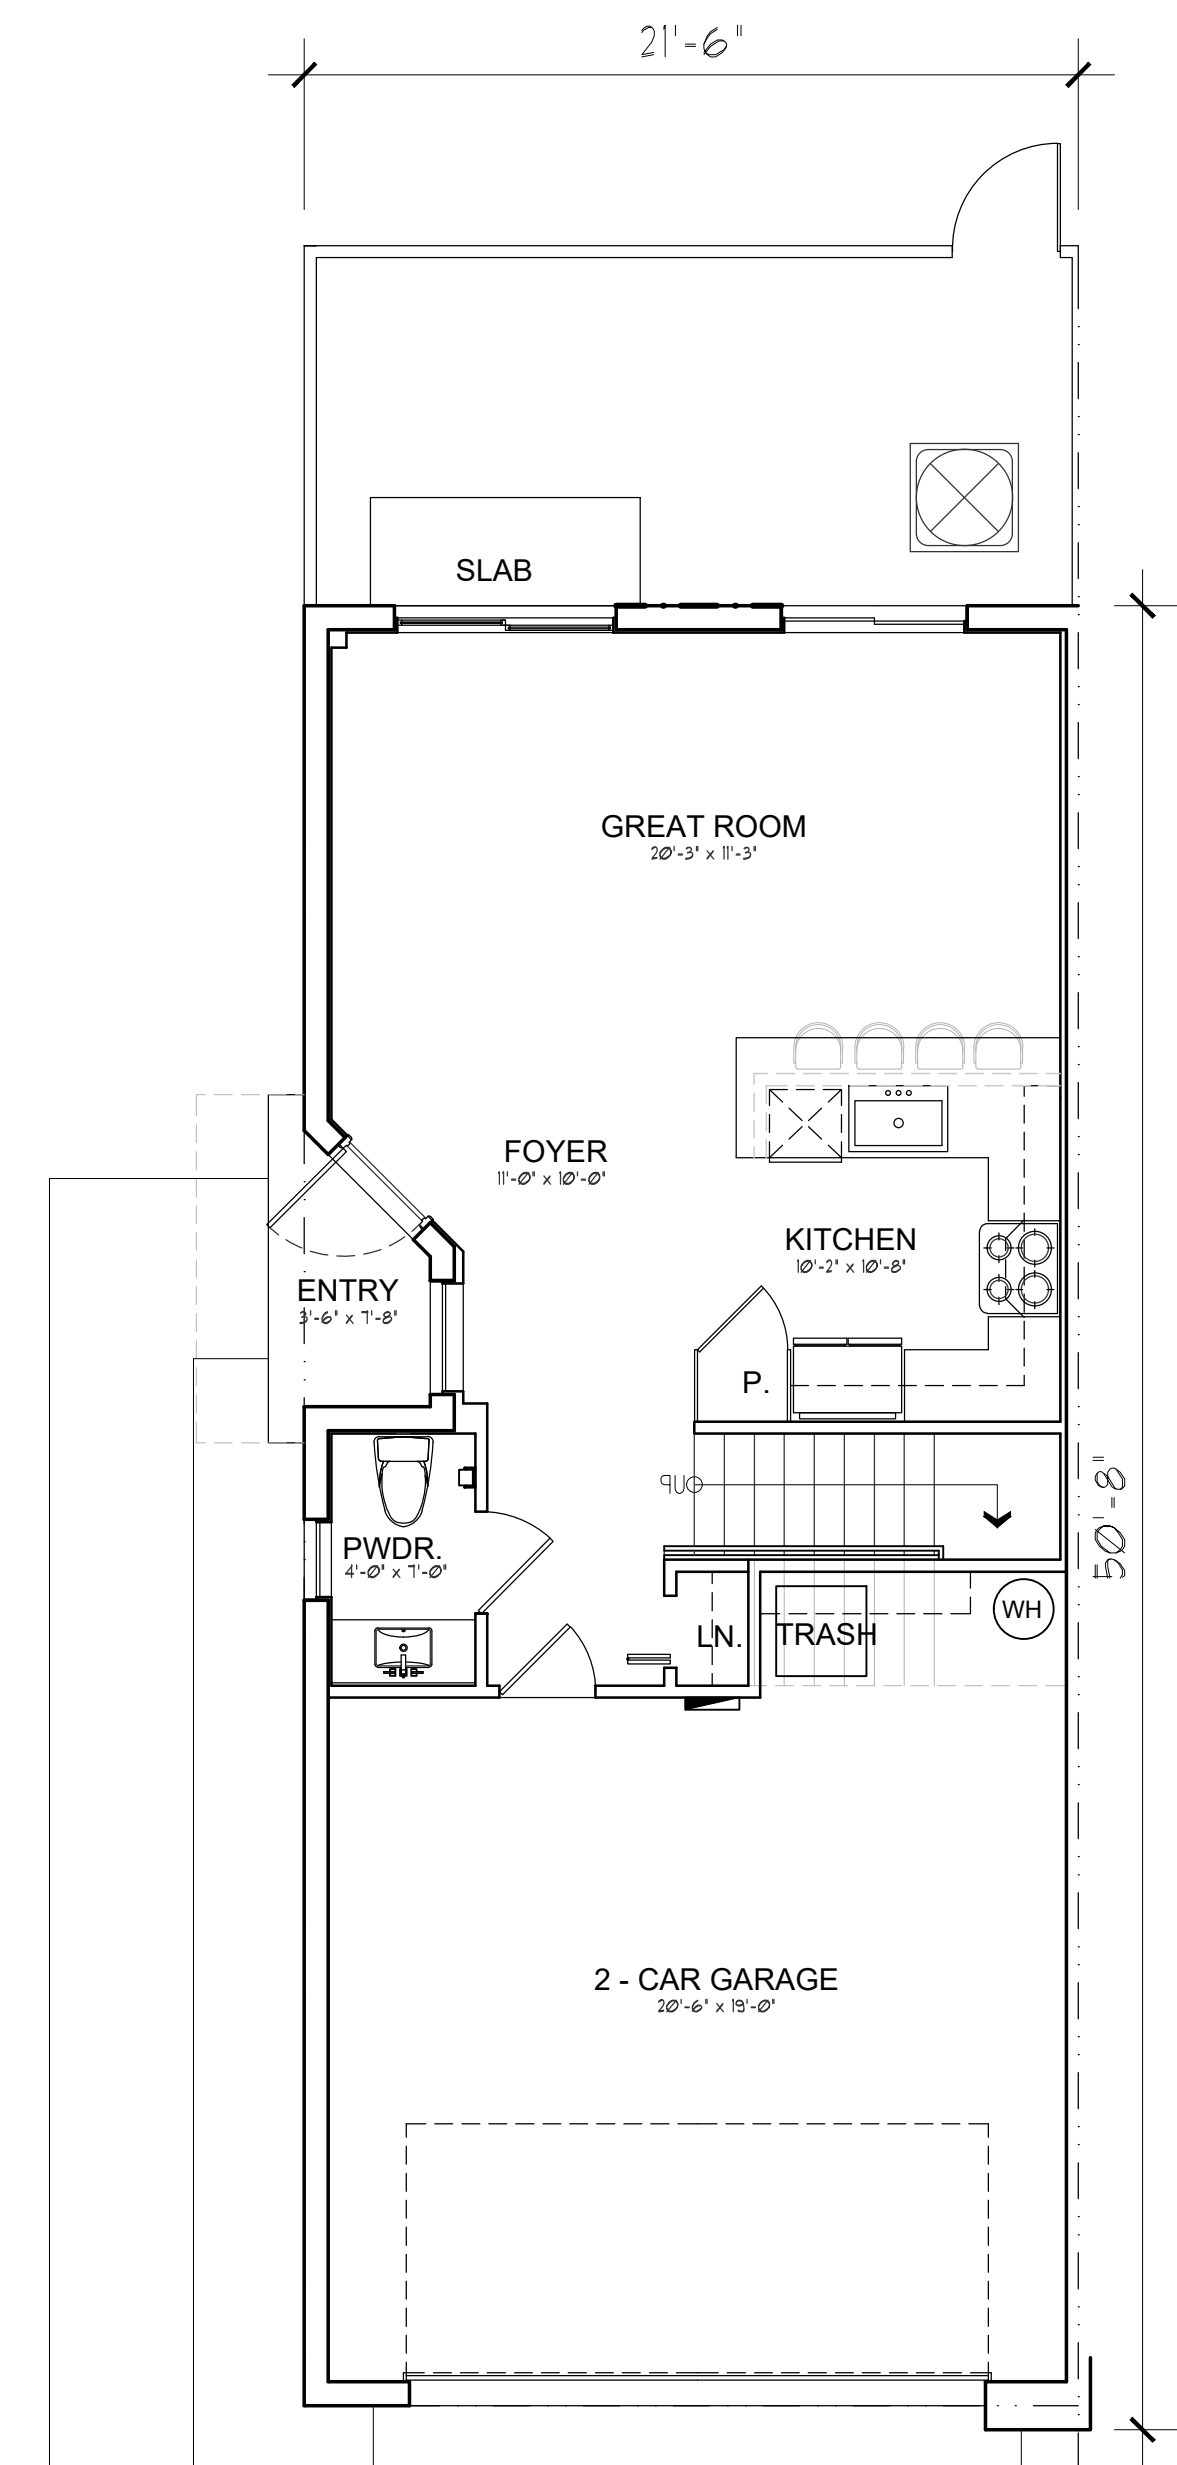 21'-6"
SLAB
GREAT ROOM
20'-3" x 11'-3"
FOYER
11'-0" x 10'-0"
KITCHEN
10'-2" x 10'-8"
ENTRY
3'-6" x 7'-8"
P.
UP
50'-8"
PWDR.
4'-0" x 7'-0"
LN.
TRASH
WH
2 - CAR GARAGE
20'-6" x 19'-0"